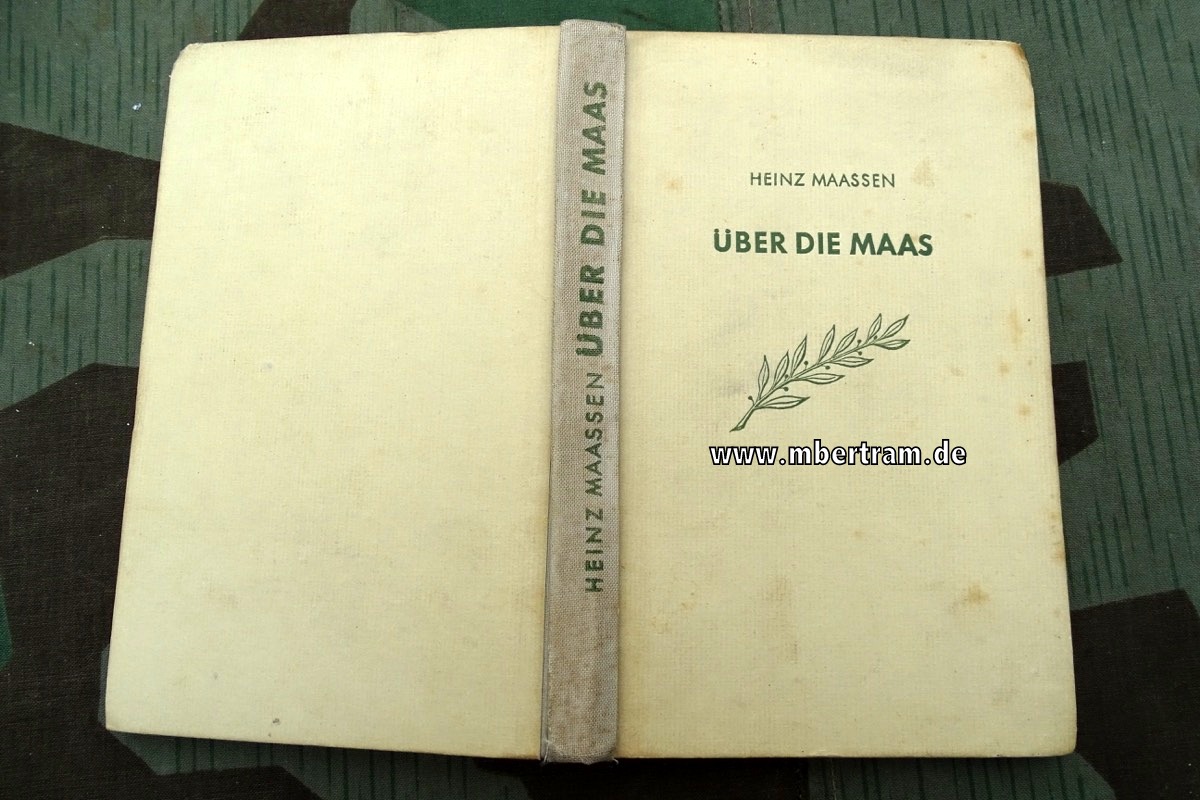 HEINZ MAASSEN ÜBER DIE MAAS
HEINZ MAASSEN
ÜBER DIE MAAS
www.mbertram.de